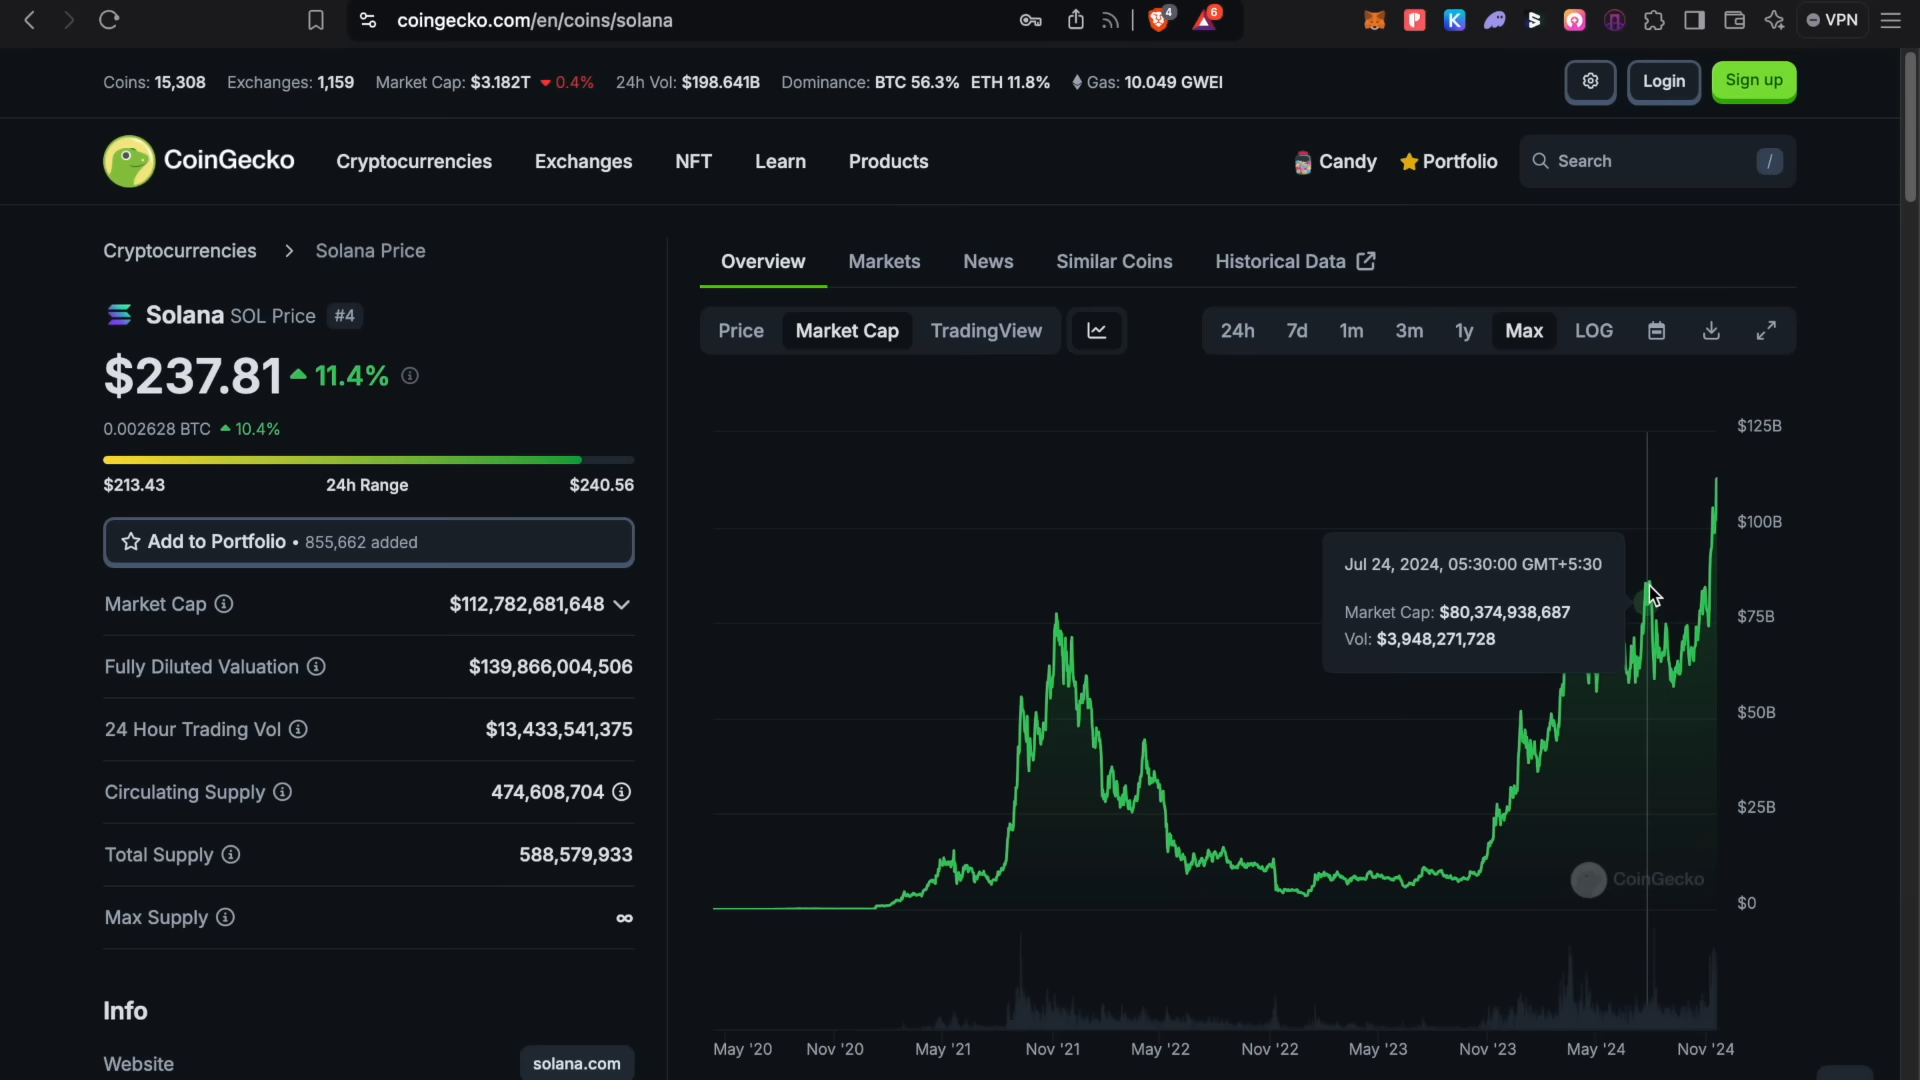 coingecko.com/en/coins/solana
4
6
VPN
Coins: 15,308 Exchanges: 1,159 Market Cap: $3.182T 0.4% 24h Vol: $198.641B Dominance: BTC 56.3% ETH 11.8% Gas: 10.049 GWEI
Login
Sign up
CoinGecko
Cryptocurrencies
Exchanges
NFT
Learn
Products
Candy
Portfolio
Search
/
Cryptocurrencies > Solana Price
Solana SOL Price #4
$237.81 11.4%
0.002628 BTC 10.4%
$213.43 24h Range $240.56
Add to Portfolio • 855,662 added
Market Cap $112,782,681,648
Fully Diluted Valuation $139,866,004,506
24 Hour Trading Vol $13,433,541,375
Circulating Supply 474,608,704
Total Supply 588,579,933
Max Supply ∞
Info
Website solana.com
Overview
Markets
News
Similar Coins
Historical Data
Price
Market Cap
TradingView
24h
7d
1m
3m
1y
Max
LOG
$125B
$100B
$75B
$50B
$25B
$0
Jul 24, 2024, 05:30:00 GMT+5:30
Market Cap: $80,374,938,687
Vol: $3,948,271,728
CoinGecko
May '20 Nov '20 May '21 Nov '21 May '22 Nov '22 May '23 Nov '23 May '24 Nov '24